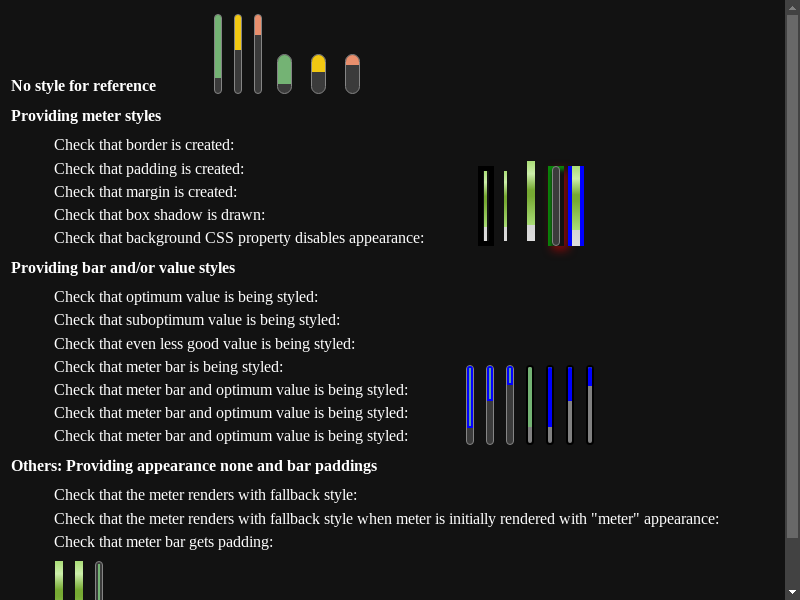 No style for reference
Providing meter styles
Check that border is created:
Check that padding is created:
Check that margin is created:
Check that box shadow is drawn:
Check that background CSS property disables appearance:
Providing bar and/or value styles
Check that optimum value is being styled:
Check that suboptimum value is being styled:
Check that even less good value is being styled:
Check that meter bar is being styled:
Check that meter bar and optimum value is being styled:
Check that meter bar and optimum value is being styled:
Check that meter bar and optimum value is being styled:
Others: Providing appearance none and bar paddings
Check that the meter renders with fallback style:
Check that the meter renders with fallback style when meter is initially rendered with "meter" appearance:
Check that meter bar gets padding: